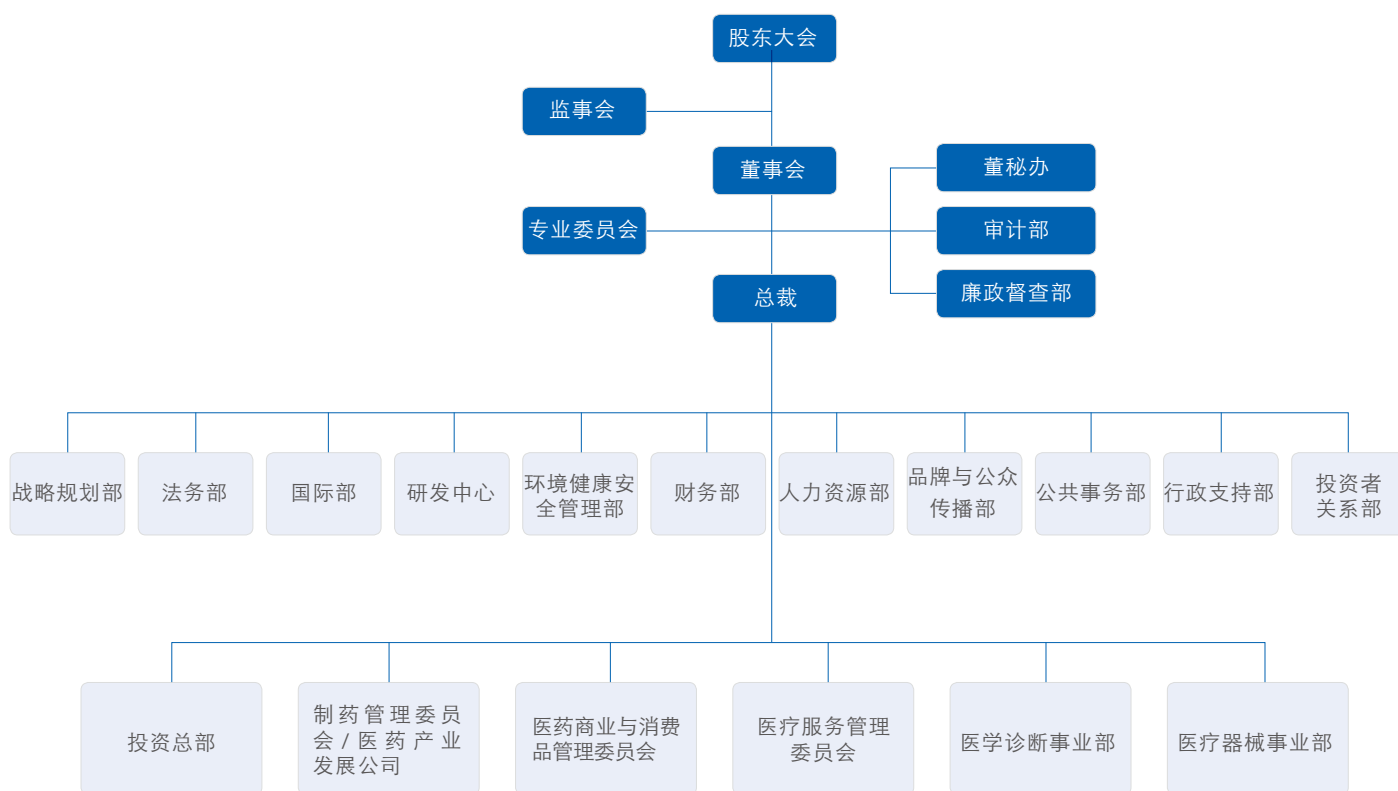 股东大会
监事会
董事会
董秘办
专业委员会
审计部
总裁
廉政督查部
战略规划部
法务部
国际部
研发中心
环境健康安
全管理部
财务部
人力资源部
品牌与公众
传播部
公共事务部
行政支持部
投资者
关系部
投资总部
制药管理委员
会/医药产业
发展公司
医药商业与消费
品管理委员会
医疗服务管理
委员会
医学诊断事业部
医疗器械事业部